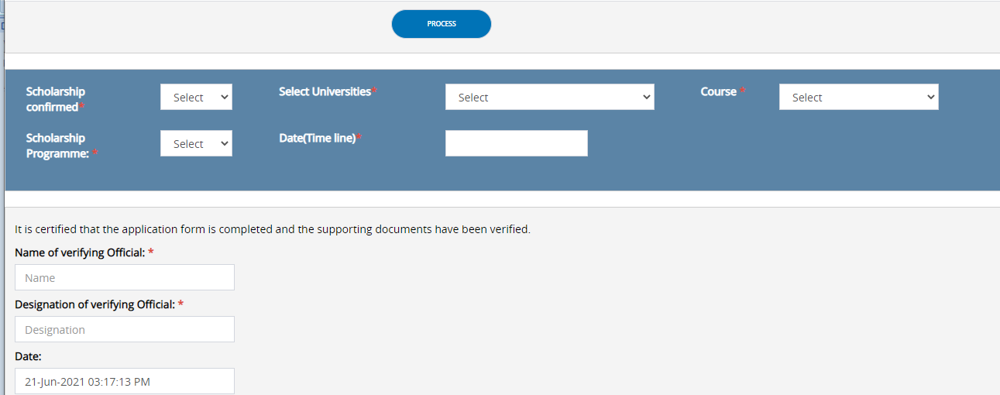 PROCESS
Scholarship confirmed* Select Select Universities* Select Course * Select
Scholarship Programme: * Select Date(Time line)*
It is certified that the application form is completed and the supporting documents have been verified.
Name of verifying Official: *
Name
Designation of verifying Official: *
Designation
Date:
21-Jun-2021 03:17:13 PM